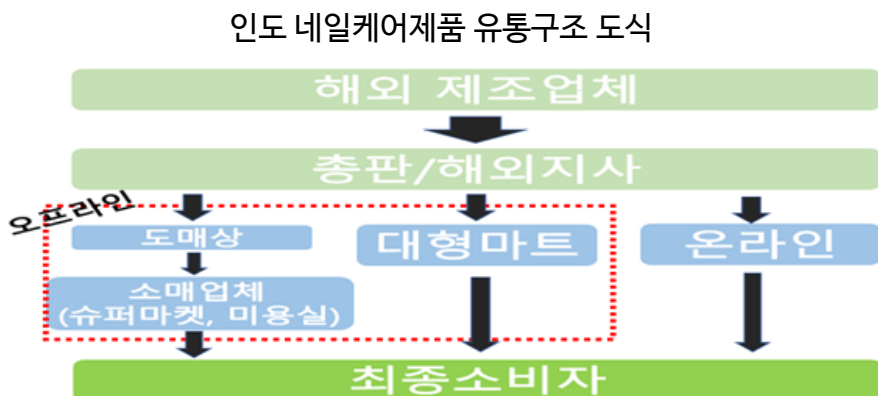 인도 네일케어제품 유통구조 도식
해외 제조업체
총판/해외지사
오프라인
도매상
대형마트
온라인
소매업체
(슈퍼마켓, 미용실)
최종소비자